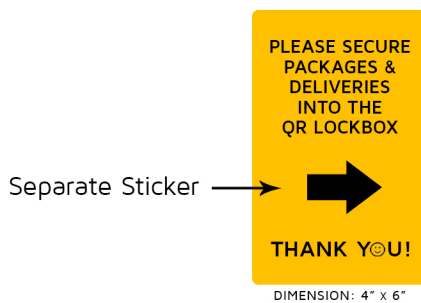 PLEASE SECURE
PACKAGES &
DELIVERIES
INTO THE
QR LOCKBOX
Separate Sticker
THANK Y☺U!
DIMENSION: 4” X 6”